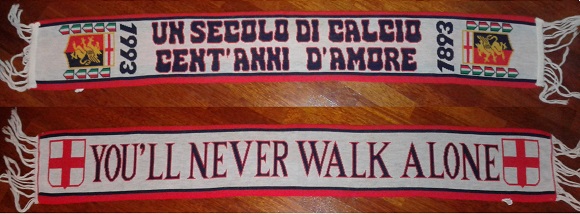 1993
UN SECOLO DI CALCIO
CENT'ANNI D'AMORE
1893
YOU'LL NEVER WALK ALONE